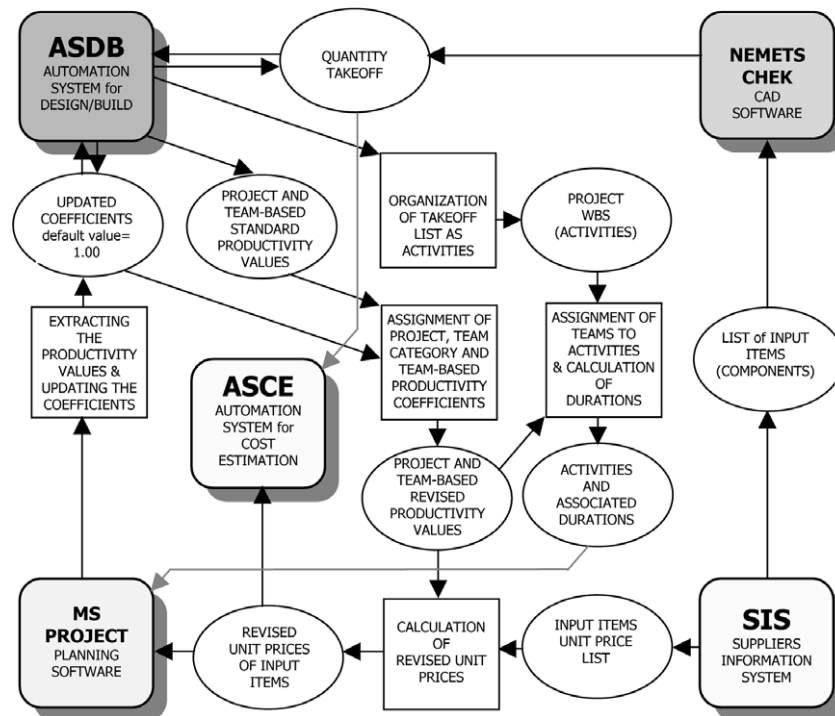 ASDB
AUTOMATION
SYSTEM for
DESIGN/BUILD
QUANTITY
TAKEOFF
NEMETS
CHEK
CAD
SOFTWARE
UPDATED
COEFFICIENTS
default value=
1.00
PROJECT AND
TEAM-BASED
STANDARD
PRODUCTIVITY
VALUES
ORGANIZATION
OF TAKEOFF
LIST AS
ACTIVITIES
PROJECT
WBS
(ACTIVITIES)
EXTRACTING
THE
PRODUCTIVITY
VALUES &
UPDATING THE
COEFFICIENTS
ASCE
AUTOMATION
SYSTEM for
COST
ESTIMATION
ASSIGNMENT OF
PROJECT, TEAM
CATEGORY AND
TEAM-BASED
PRODUCTIVITY
COEFFICIENTS
ASSIGNMENT OF
TEAMS TO
ACTIVITIES
& CALCULATION
OF
DURATIONS
LIST of INPUT
ITEMS
(COMPONENTS)
PROJECT AND
TEAM-BASED
REVISED
PRODUCTIVITY
VALUES
ACTIVITIES
AND
ASSOCIATED
DURATIONS
MS
PROJECT
PLANNING
SOFTWARE
REVISED
UNIT PRICES
OF INPUT
ITEMS
CALCULATION
OF
REVISED UNIT
PRICES
INPUT ITEMS
UNIT PRICE
LIST
SIS
SUPPLIERS
INFORMATION
SYSTEM